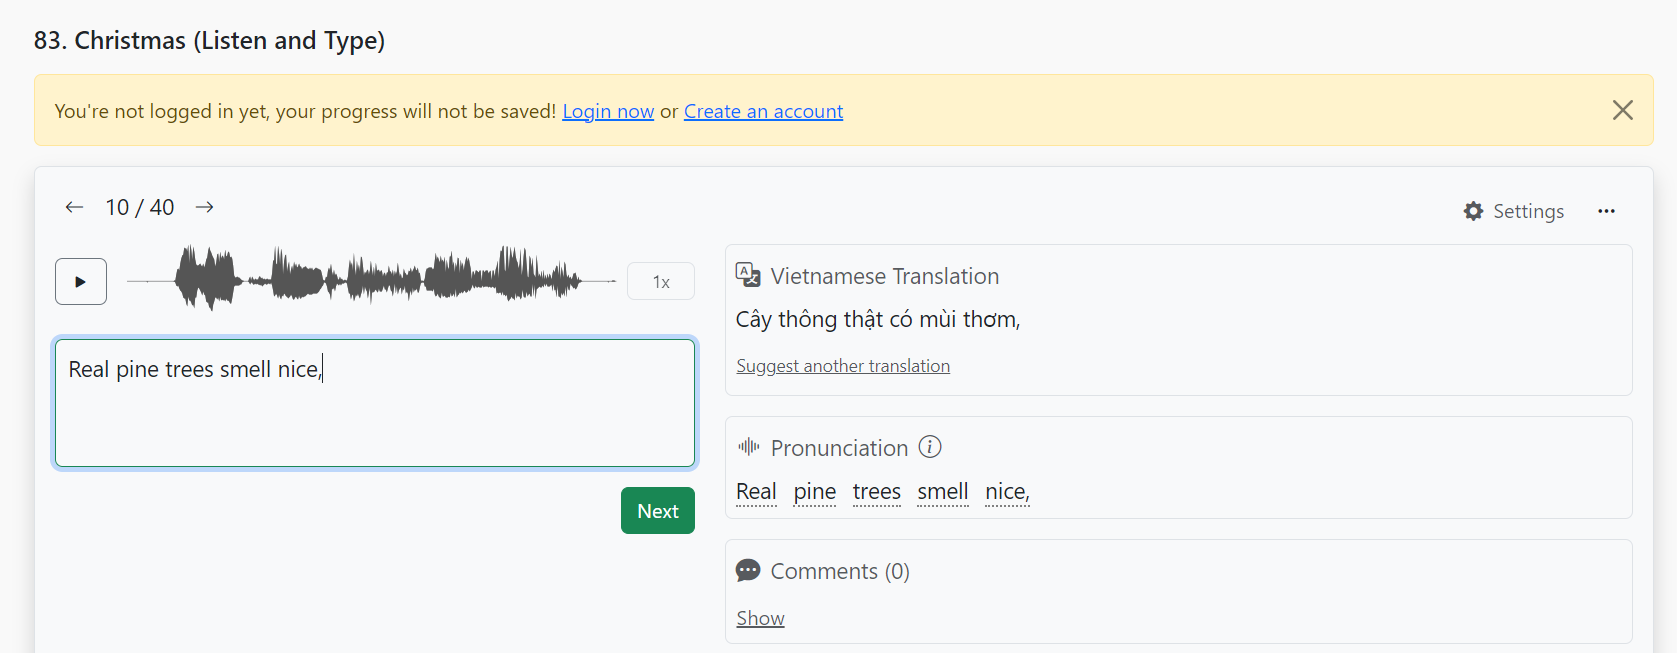 83. Christmas (Listen and Type)
You're not logged in yet, your progress will not be saved! Login now or Create an account
10 / 40
Settings
1x
Real pine trees smell nice,
Next
Vietnamese Translation
Cây thông thật có mùi thơm,
Suggest another translation
Pronunciation
Real pine trees smell nice,
Comments (0)
Show